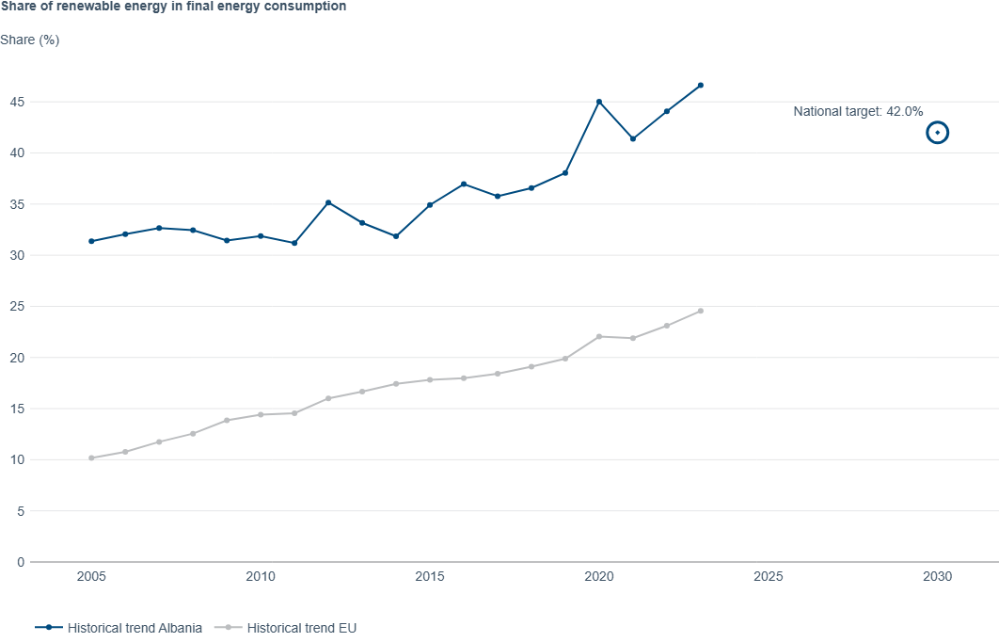 Share of renewable energy in final energy consumption
Share (%)
45
National target: 42.0%
40
35
30
25
20
15
10
5
0
2005 2010 2015 2020 2025 2030
Historical trend Albania Historical trend EU